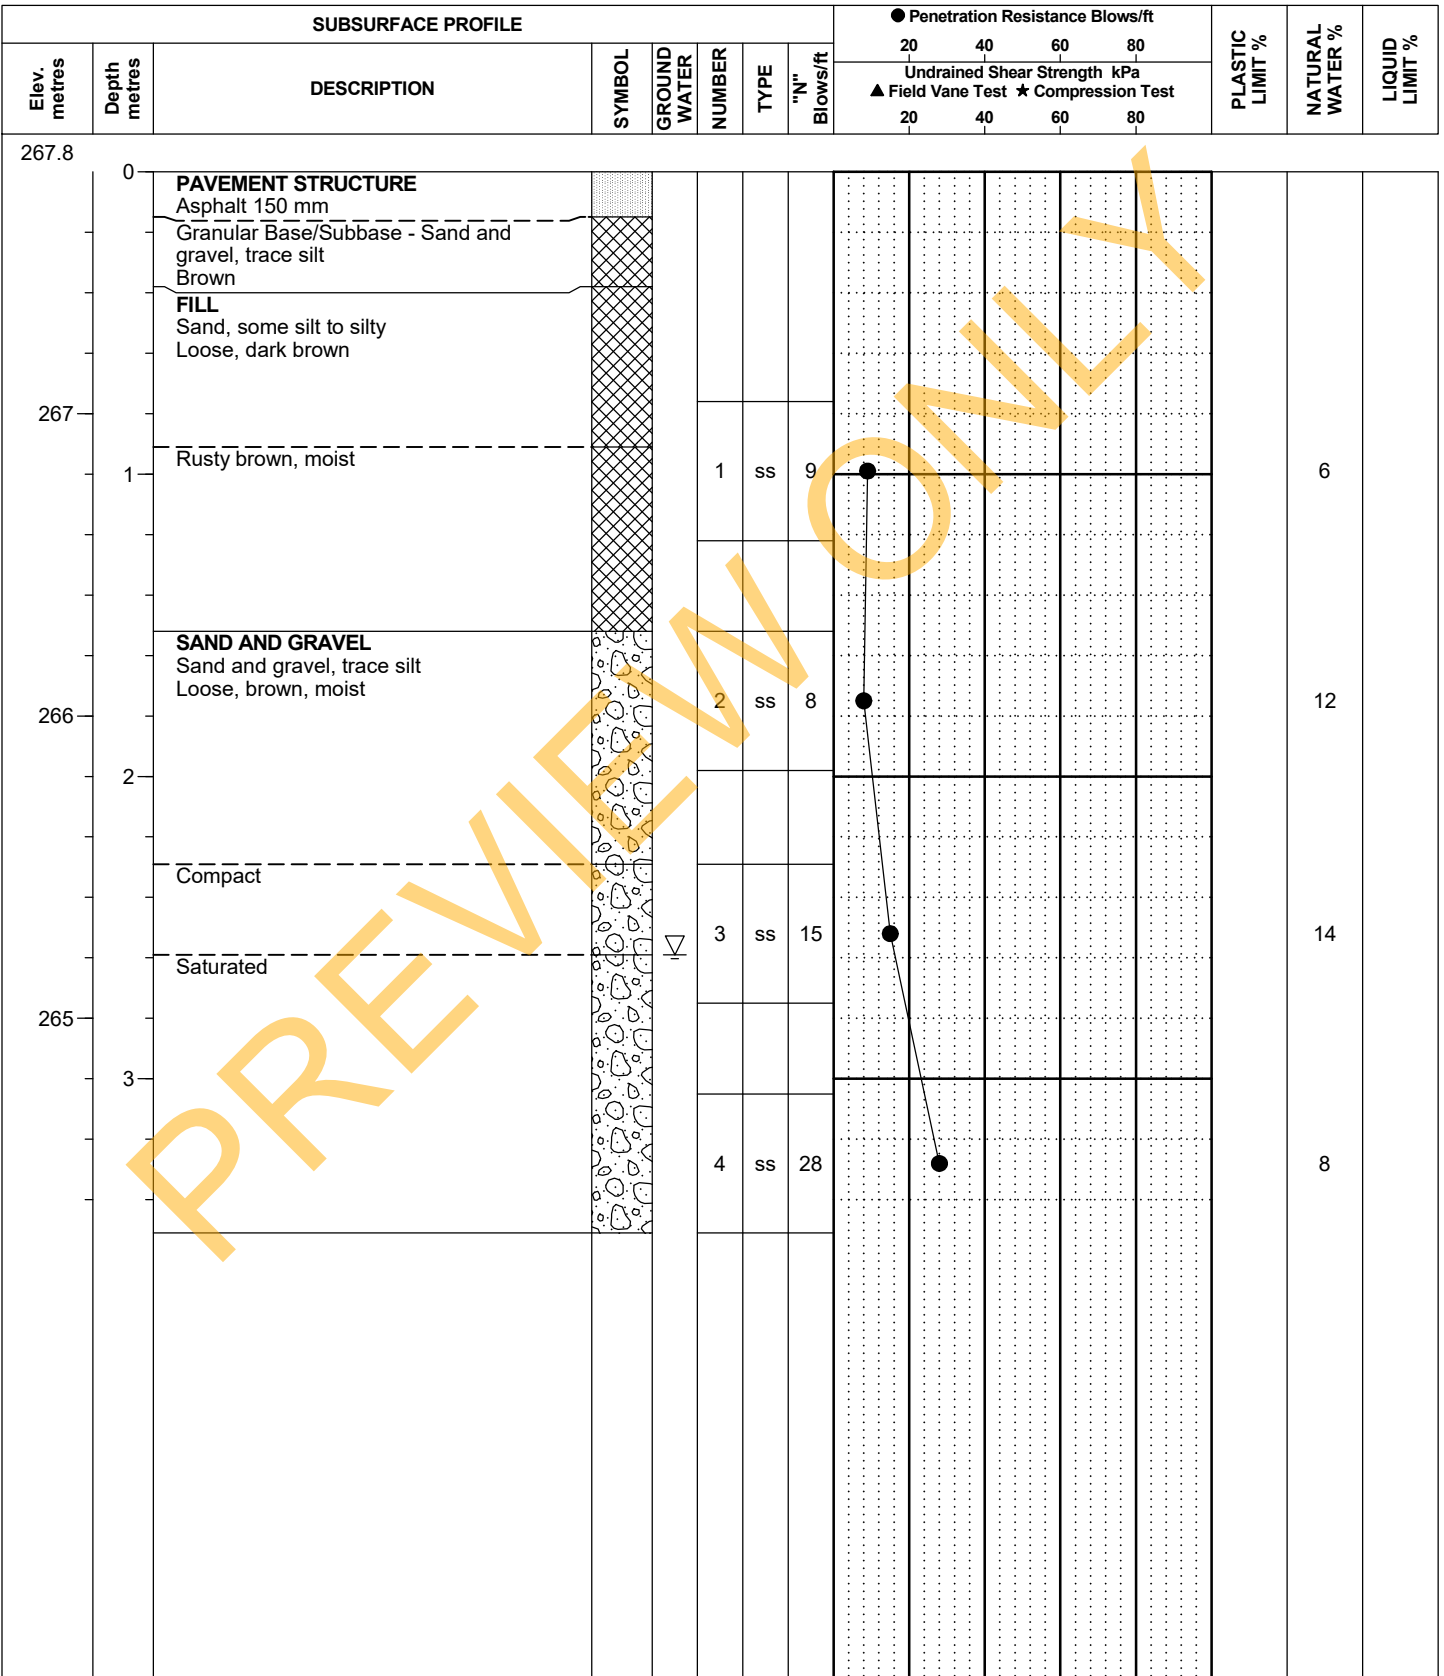 SUBSURFACE PROFILE
● Penetration Resistance Blows/ft
20 40 60 80
Undrained Shear Strength kPa
▲ Field Vane Test ★ Compression Test
20 40 60 80
Elev.
metres
Depth
metres
DESCRIPTION
SYMBOL
GROUND
WATER
NUMBER
TYPE
"N"
Blows/ft
PLASTIC
LIMIT %
NATURAL
WATER %
LIQUID
LIMIT %
267.8
0
PAVEMENT STRUCTURE
Asphalt 150 mm
Granular Base/Subbase - Sand and
gravel, trace silt
Brown
FILL
Sand, some silt to silty
Loose, dark brown
267
Rusty brown, moist
1
1 ss 9 6
SAND AND GRAVEL
Sand and gravel, trace silt
Loose, brown, moist
2 ss 8 12
266
2
Compact
3 ss 15 14
Saturated
265
3
4 ss 28 8
PREVIEW ONLY